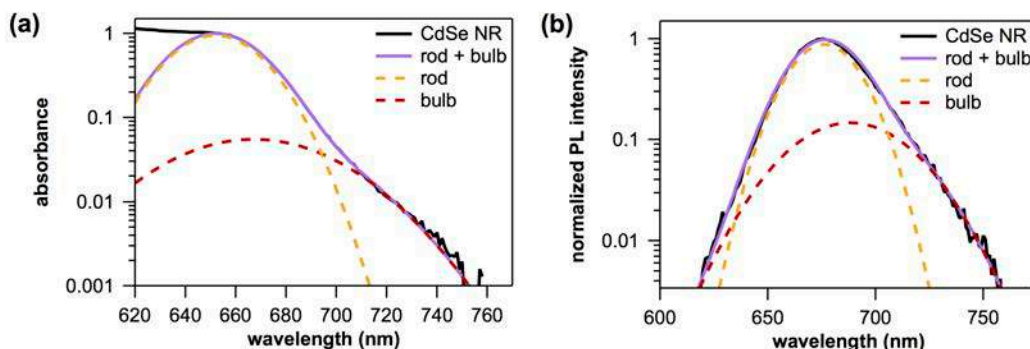 (a)
absorbance
1
0.1
0.01
0.001
CdSe NR
rod + bulb
rod
bulb
620 640 660 680 700 720 740 760
wavelength (nm)
(b)
normalized PL intensity
1
0.1
0.01
CdSe NR
rod + bulb
rod
bulb
600 650 700 750
wavelength (nm)